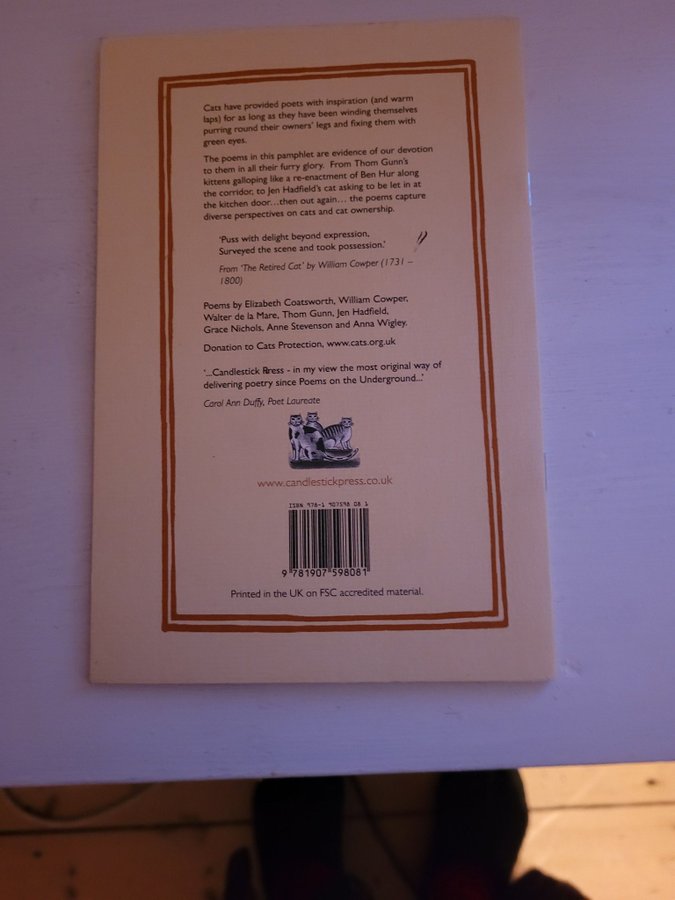 Cats have provided poets with inspiration (and warm
laps) for as long as they have been winding themselves
purring round their owners' legs and fixing them with
green eyes.
The poems in this pamphlet are evidence of our devotion
to them in all their furry glory. From Thom Gunn's
kittens galloping like a re-enactment of Ben Hur along
the corridor, to Jen Hadfield's cat asking to be let in at
the kitchen door...then out again... the poems capture
diverse perspectives on cats and cat ownership.
'Puss with delight beyond expression,
Surveyed the scene and took possession.'
From 'The Retired Cat' by William Cowper (1731 –
1800)
Poems by Elizabeth Coatsworth, William Cowper,
Walter de la Mare, Thom Gunn, Jen Hadfield,
Grace Nichols, Anne Stevenson and Anna Wigley.
Donation to Cats Protection, www.cats.org.uk
'...Candlestick Press - in my view the most original way of
delivering poetry since Poems on the Underground...'
Carol Ann Duffy, Poet Laureate
www.candlestickpress.co.uk
ISBN 978-1 907598 08 1
9 781907 598081
Printed in the UK on FSC accredited material.